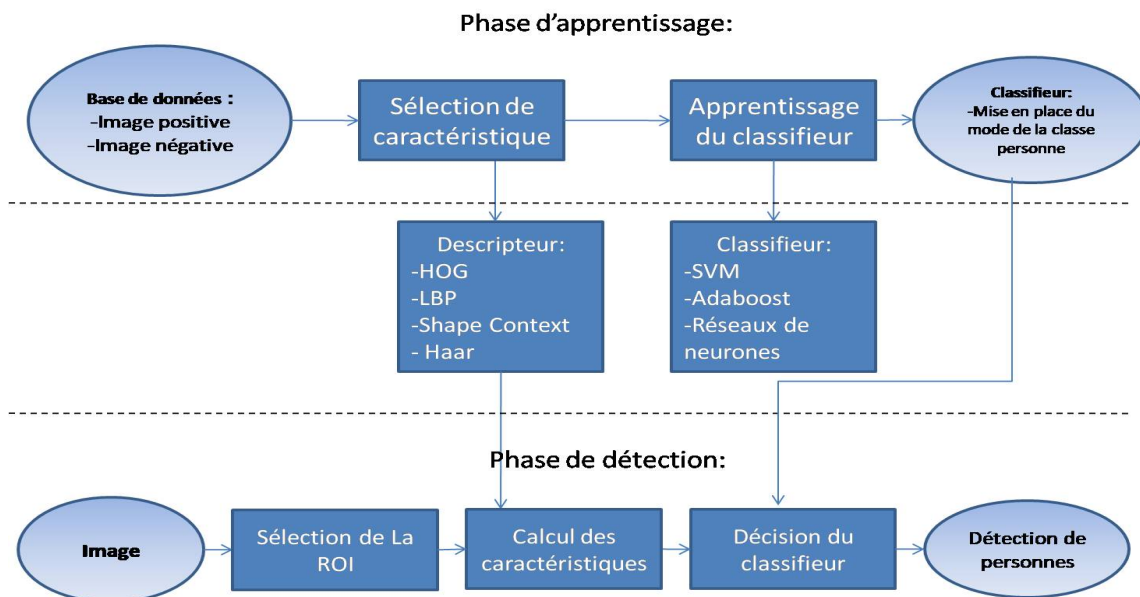 Phase d'apprentissage:
Base de données :
-Image positive
-Image négative
Sélection de
caractéristique
Apprentissage
du classifieur
Classifieur:
-Mise en place du
mode de la classe
personne
Descripteur:
-HOG
-LBP
-Shape Context
- Haar
Classifieur:
-SVM
-Adaboost
-Réseaux de
neurones
Phase de détection:
Image
Sélection de La
ROI
Calcul des
caractéristiques
Décision du
classifieur
Détection de
personnes